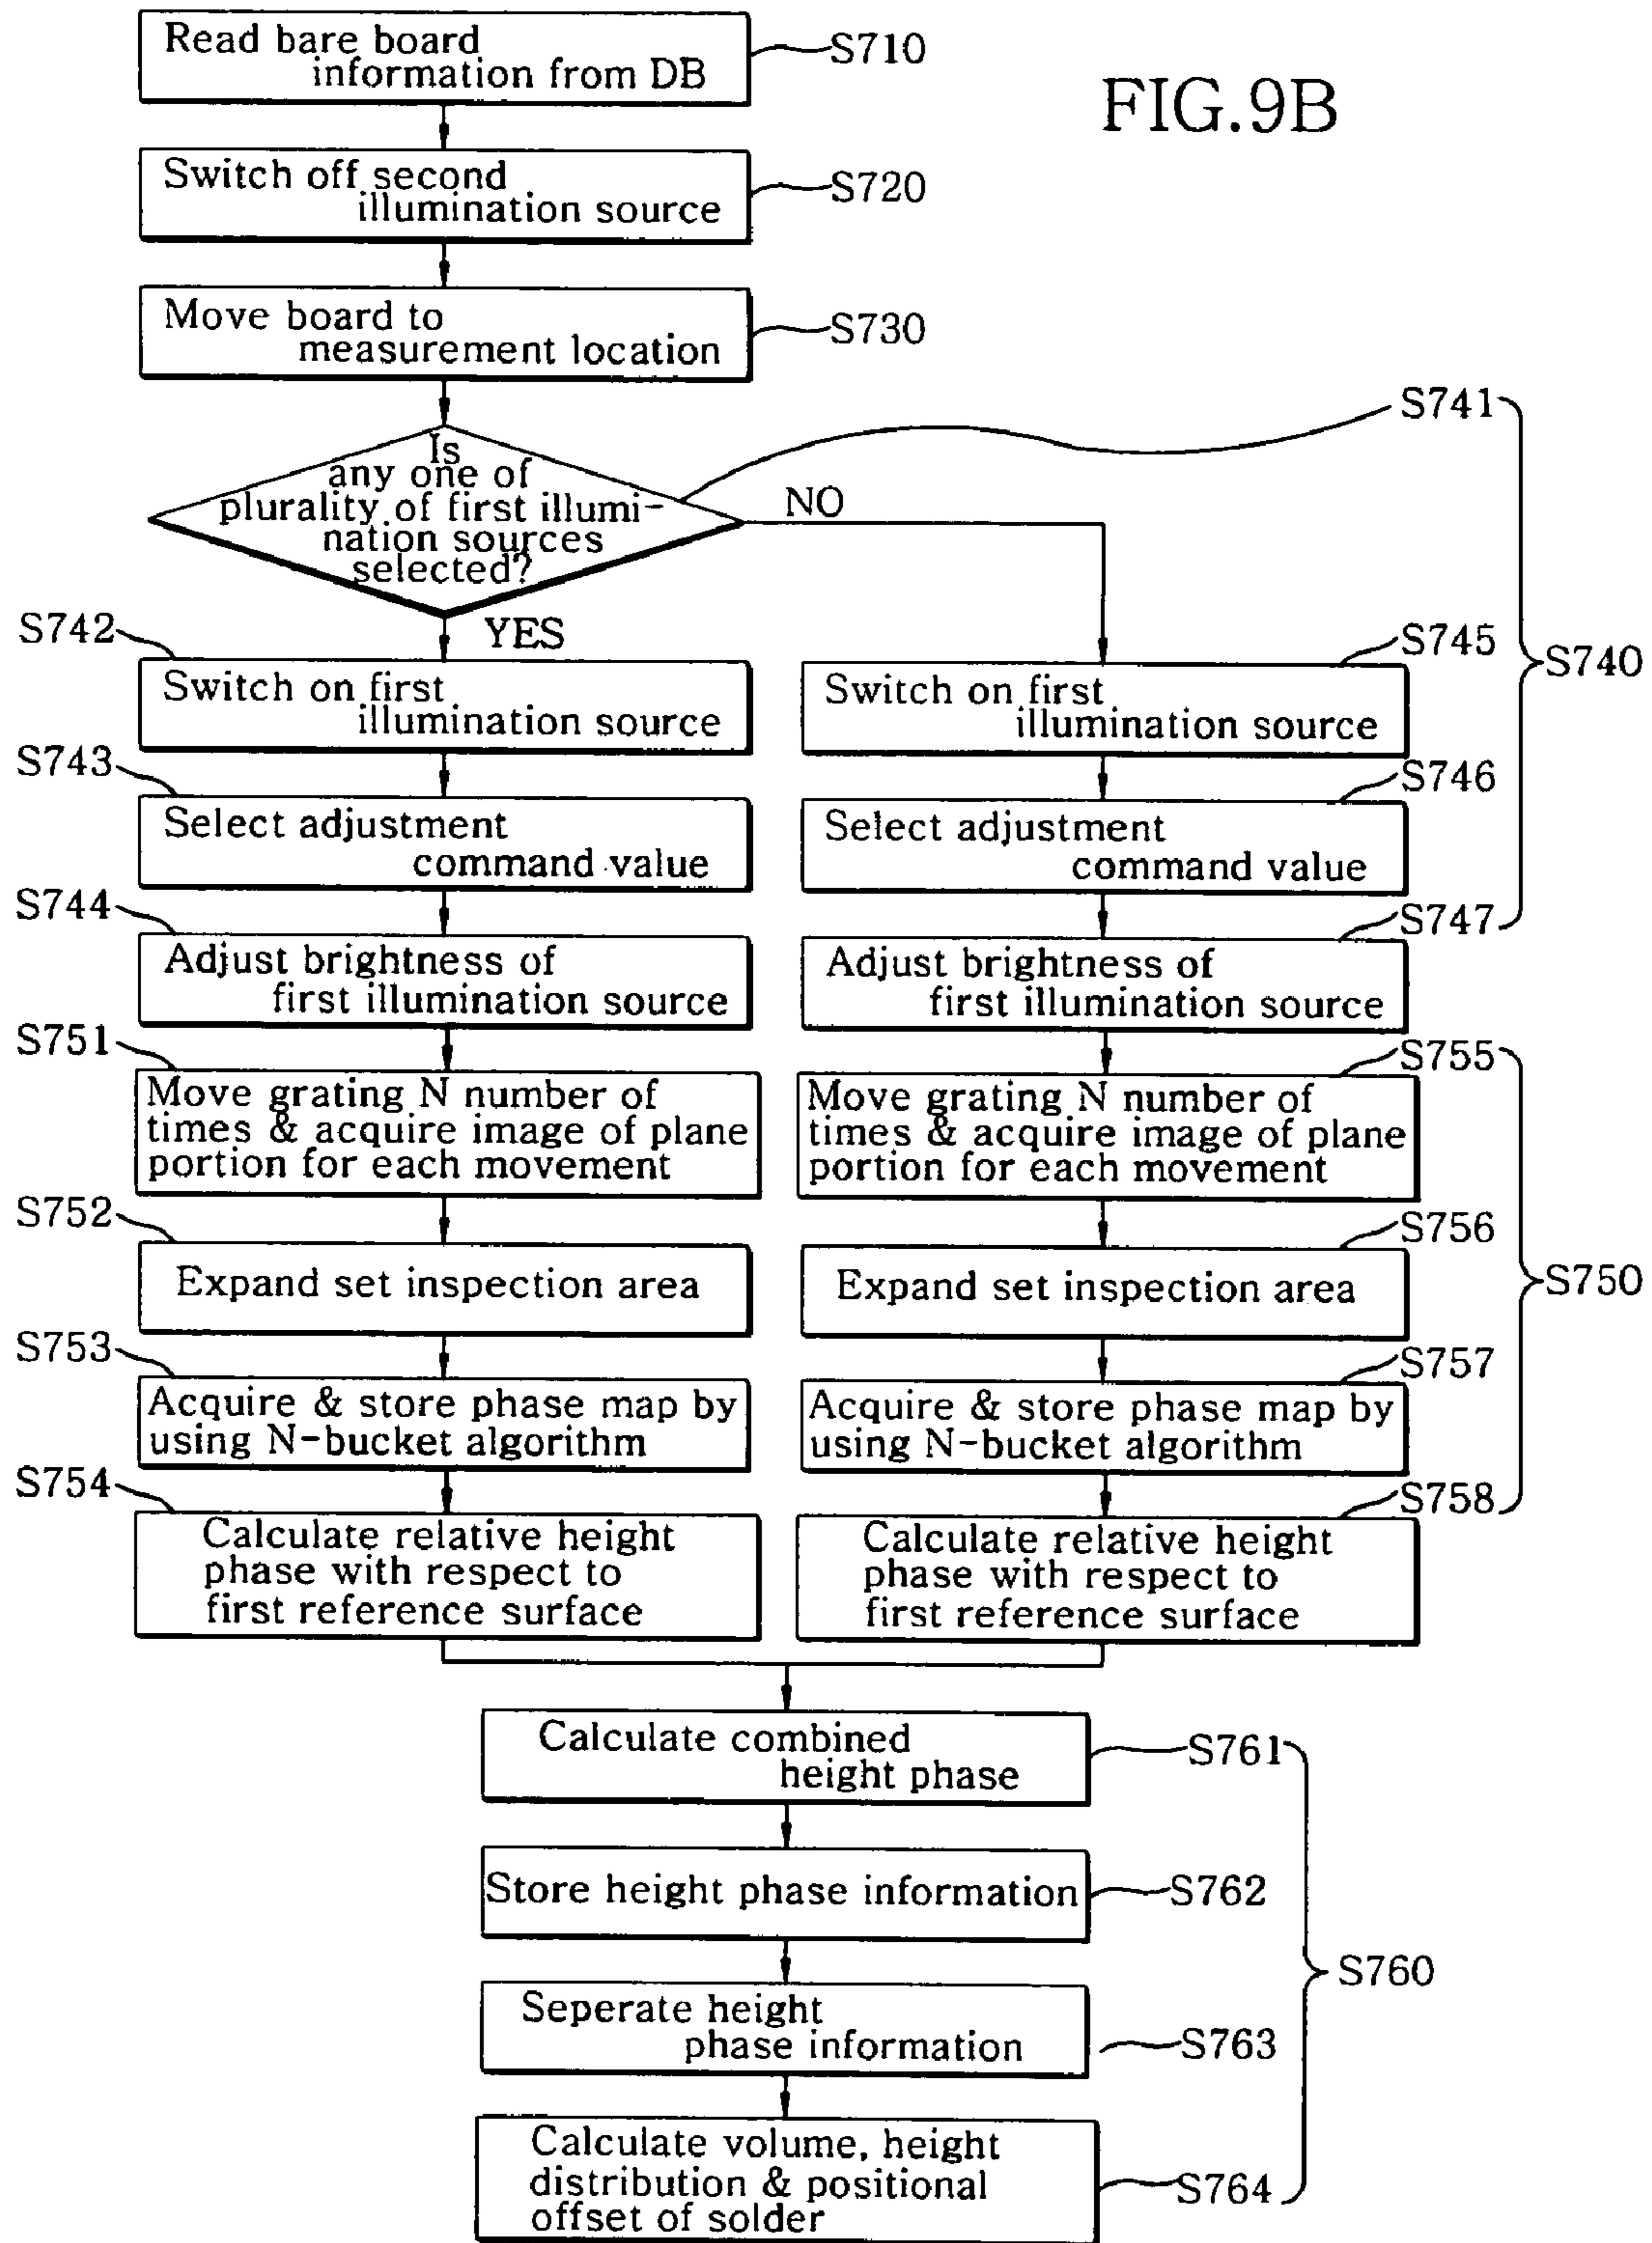 Read bare board
information from DB
S710
FIG.9B
Switch off second
illumination source
S720
Move board to
measurement location
S730
S741
Is
any one of
plurality of first illumi-
nation sources
selected?
NO
YES
S742
Switch on first
illumination source
S745
Switch on first
illumination source
S740
S743
Select adjustment
command value
S746
Select adjustment
command value
S744
Adjust brightness of
first illumination source
S747
Adjust brightness of
first illumination source
S751
Move grating N number of
times & acquire image of plane
portion for each movement
S755
Move grating N number of
times & acquire image of plane
portion for each movement
S752
Expand set inspection area
S756
Expand set inspection area
S750
S753
Acquire & store phase map by
using N-bucket algorithm
S757
Acquire & store phase map by
using N-bucket algorithm
S754
Calculate relative height
phase with respect to
first reference surface
S758
Calculate relative height
phase with respect to
first reference surface
Calculate combined
height phase
S761
Store height phase information
S762
S760
Seperate height
phase information
S763
Calculate volume, height
distribution & positional
offset of solder
S764